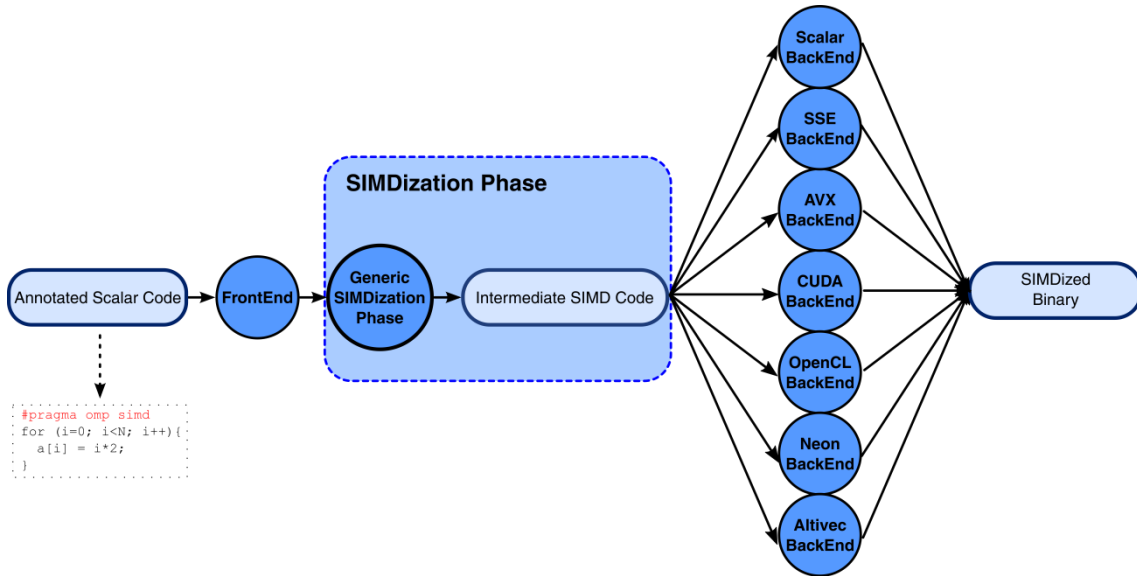 Annotated Scalar Code
#pragma omp simd
for (i=0; i<N; i++){
a[i] = i*2;
}
FrontEnd
SIMDization Phase
Generic
SIMDization
Phase
Intermediate SIMD Code
Scalar
BackEnd
SSE
BackEnd
AVX
BackEnd
CUDA
BackEnd
OpenCL
BackEnd
Neon
BackEnd
Altivec
BackEnd
SIMDized
Binary